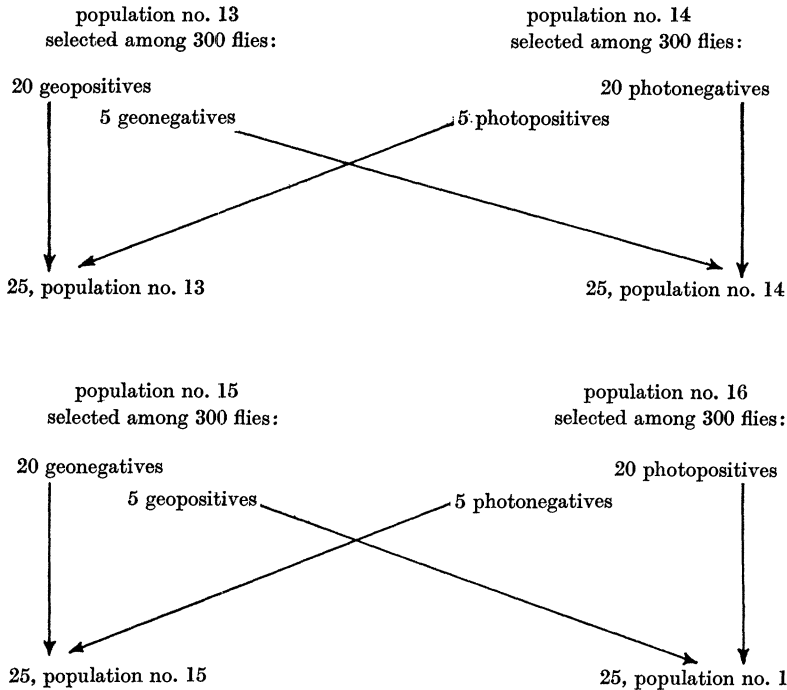 population no. 13
selected among 300 flies:
population no. 14
selected among 300 flies:
20 geopositives
20 photonegatives
5 geonegatives
5 photopositives
25, population no. 13
25, population no. 14
population no. 15
selected among 300 flies:
population no. 16
selected among 300 flies:
20 geonegatives
20 photopositives
5 geopositives
5 photonegatives
25, population no. 15
25, population no. 1